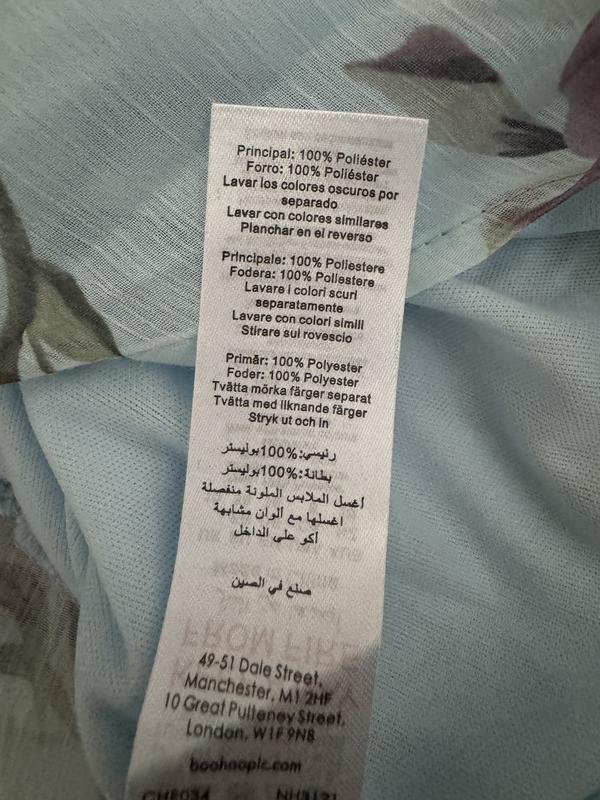 Principal: 100% Poliéster
Forro: 100% Poliéster
Lavar los colores oscuros por
separado
Lavar con colores similares
Planchar en el reverso
Principale: 100% Poliestere
Fodera: 100% Poliestere
Lavare i colori scuri
separatamente
Lavare con colori simili
Stirare sul rovescio
Primär: 100% Polyester
Foder: 100% Polyester
Tvätta mörka färger separat
Tvätta med liknande färger
Stryk ut och in
رئيسي:100%بوليستر
بطانة:100%بوليستر
أغسل الملابس الملونة منفصلة
اغسلها مع ألوان مشابهة
أكو على الداخل
صنع في الصين
FROM FIRE
49-51 Dale Street,
Manchester, M1 2HF
10 Great Pulteney Street,
London, W1F 9NB
boohooplc.com